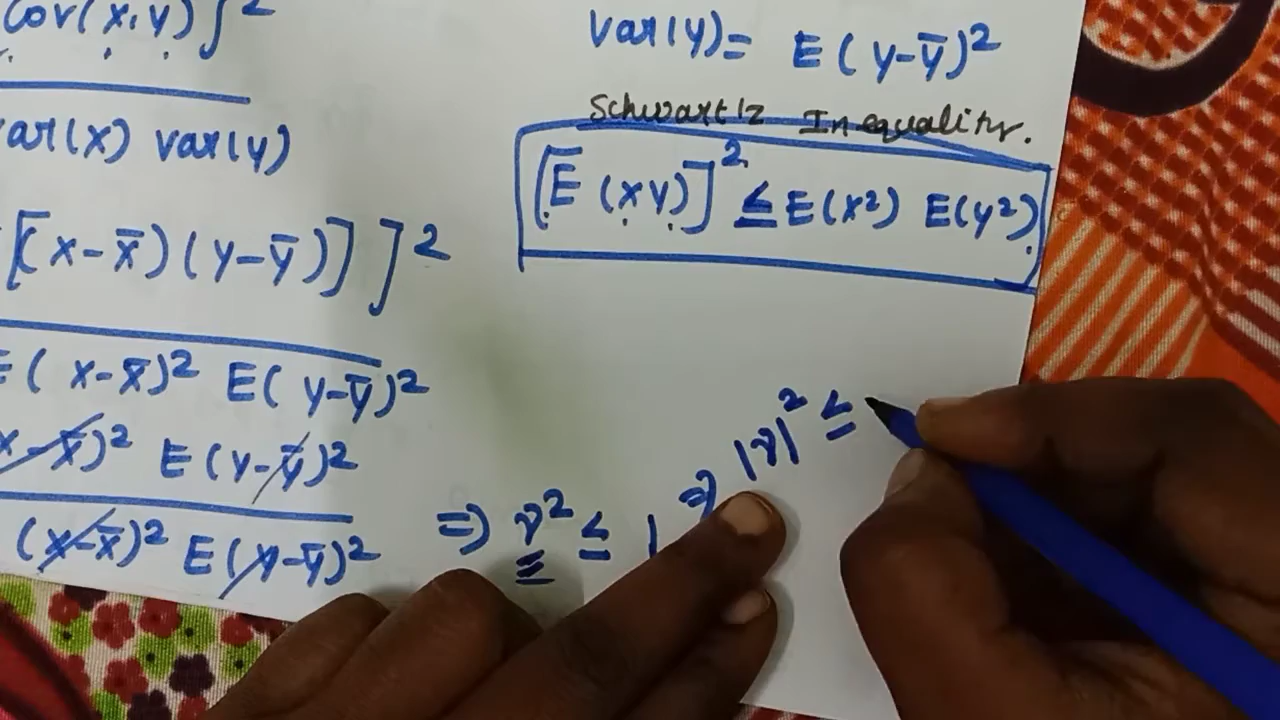 Cov(x,y)]²
Var(y) = E(y-ȳ)²
ar(x) var(y)
Schwartz Inequality.
[E(xy)]² ≤ E(x²) E(y²)
[(x-x̄)(y-ȳ)]]²
E(x-x̄)² E(y-ȳ)²
x-x̄)² E(y-ȳ)²
(x-x̄)² E(y-ȳ)²
⇒ r² ≤ 1 ⇒ |r|² ≤